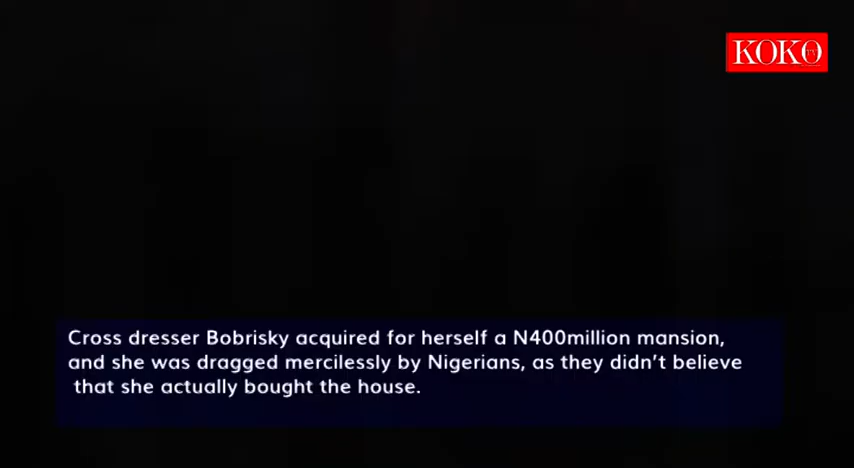 KOKO
TV
Cross dresser Bobrisky acquired for herself a N400million mansion,
and she was dragged mercilessly by Nigerians, as they didn't believe
that she actually bought the house.